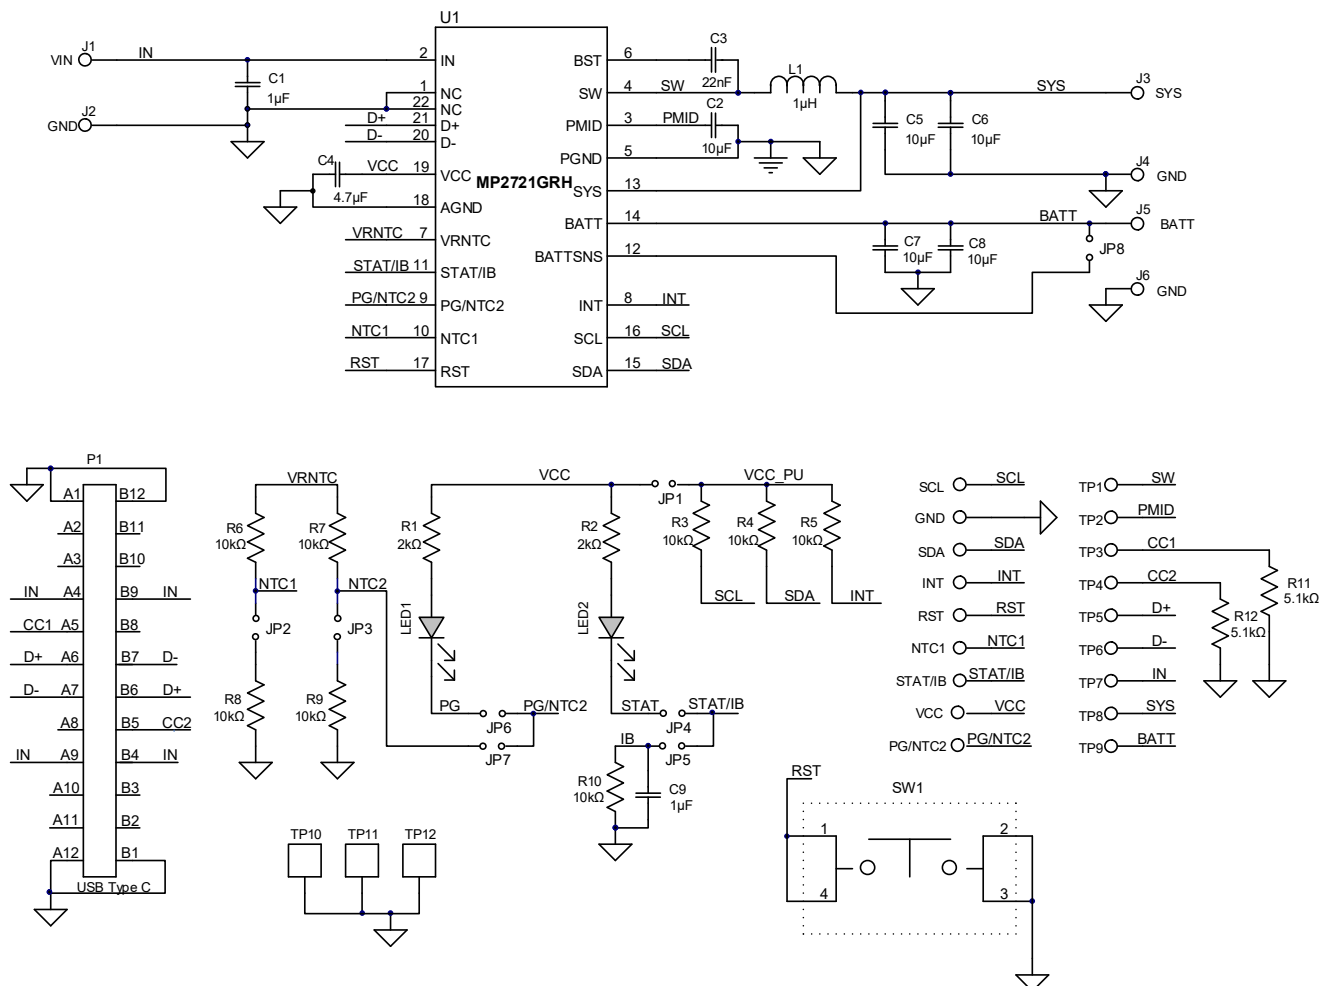 U1
J1
VIN
IN
2
IN
C1
1µF
1
NC
22
NC
J2
GND
D+
21
D+
D-
20
D-
C4
VCC
19
VCC
4.7µF
18
AGND
VRNTC
7
VRNTC
STAT/IB
11
STAT/IB
PG/NTC2
9
PG/NTC2
NTC1
10
NTC1
RST
17
RST
MP2721GRH
BST
6
C3
22nF
SW
4
SW
L1
1µH
PMID
3
PMID
C2
10µF
PGND
5
SYS
13
BATT
14
BATTSNS
12
INT
8
INT
SCL
16
SCL
SDA
15
SDA
SYS
J3
SYS
C5
10µF
C6
10µF
J4
GND
BATT
J5
BATT
C7
10µF
C8
10µF
JP8
J6
GND
P1
A1
B12
A2
B11
A3
B10
IN
A4
B9
IN
CC1
A5
B8
D+
A6
B7
D-
D-
A7
B6
D+
A8
B5
CC2
IN
A9
B4
IN
A10
B3
A11
B2
A12
B1
USB Type C
VRNTC
R6
10kΩ
R7
10kΩ
NTC1
NTC2
JP2
JP3
R8
10kΩ
R9
10kΩ
VCC
R1
2kΩ
R2
2kΩ
LED1
LED2
PG
JP6
PG/NTC2
JP7
STAT
JP4
STAT/IB
IB
JP5
R10
10kΩ
C9
1µF
JP1
VCC_PU
R3
10kΩ
R4
10kΩ
R5
10kΩ
SCL
SDA
INT
SCL
SCL
GND
SDA
SDA
INT
INT
RST
RST
NTC1
NTC1
STAT/IB
STAT/IB
VCC
VCC
PG/NTC2
PG/NTC2
TP1
SW
TP2
PMID
TP3
CC1
TP4
CC2
TP5
D+
TP6
D-
TP7
IN
TP8
SYS
TP9
BATT
R11
5.1kΩ
R12
5.1kΩ
TP10
TP11
TP12
RST
SW1
1
2
4
3